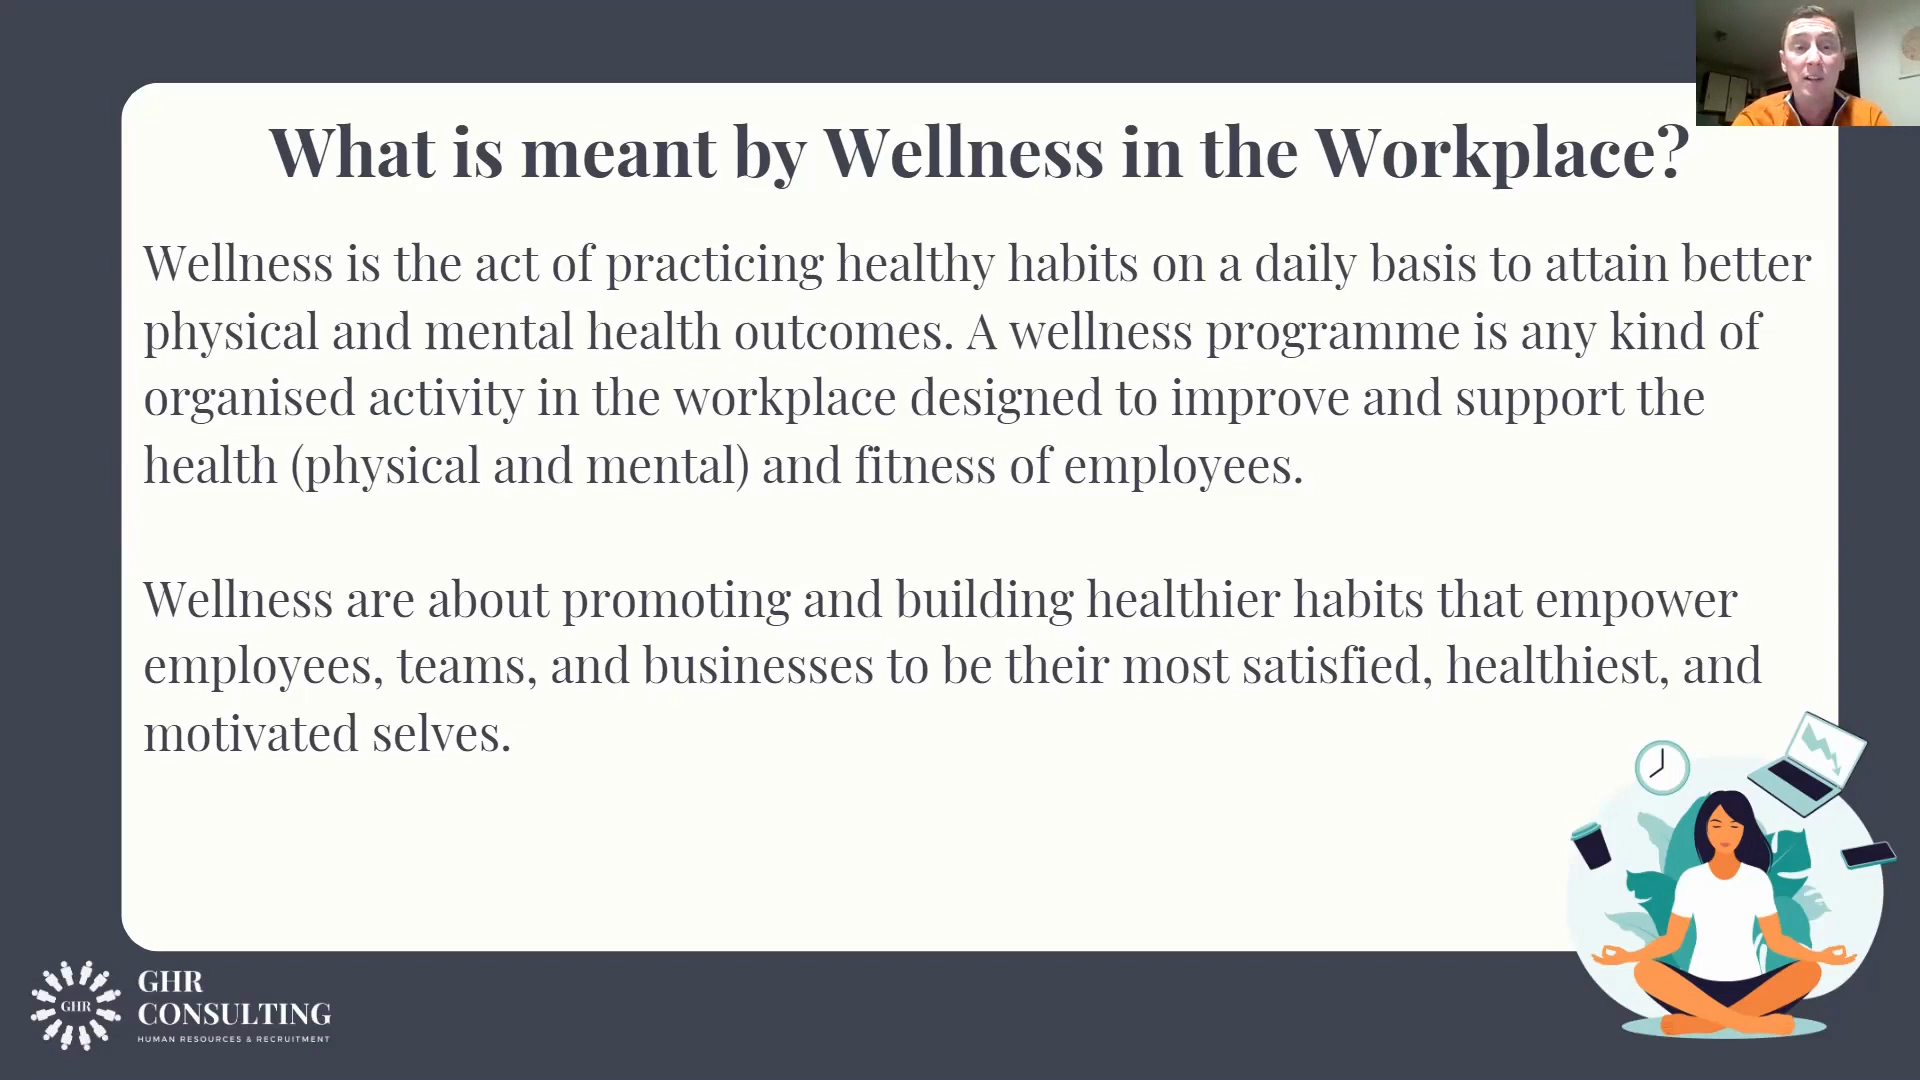 What is meant by Wellness in the Workplace?
Wellness is the act of practicing healthy habits on a daily basis to attain better
physical and mental health outcomes. A wellness programme is any kind of
organised activity in the workplace designed to improve and support the
health (physical and mental) and fitness of employees.
Wellness are about promoting and building healthier habits that empower
employees, teams, and businesses to be their most satisfied, healthiest, and
motivated selves.
GHR
GHR
CONSULTING
HUMAN RESOURCES & RECRUITMENT